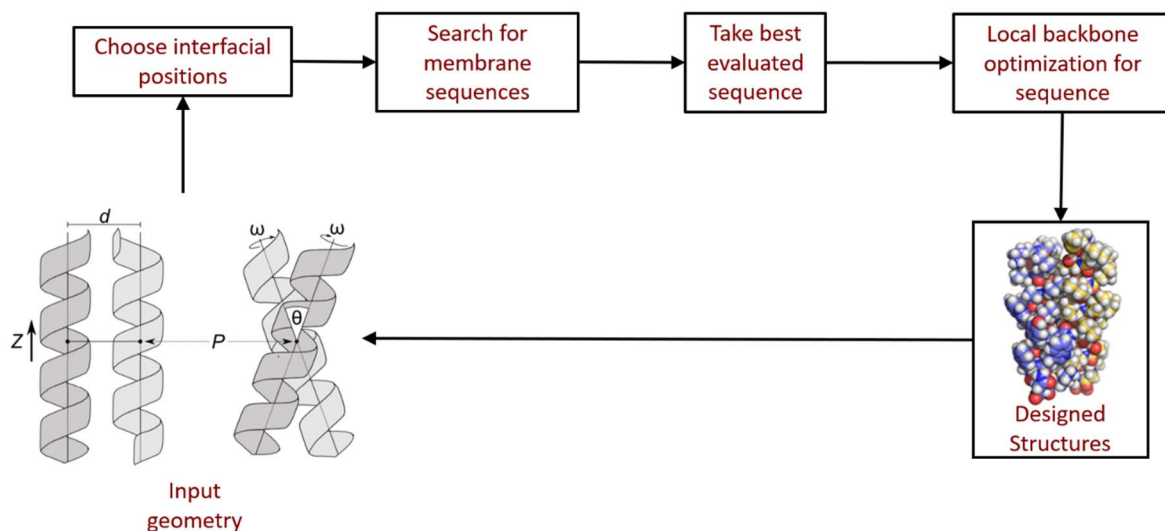 Choose interfacial
positions
Search for
membrane
sequences
Take best
evaluated
sequence
Local backbone
optimization for
sequence
d
ω
ω
θ
Z
P
Designed
Structures
Input
geometry